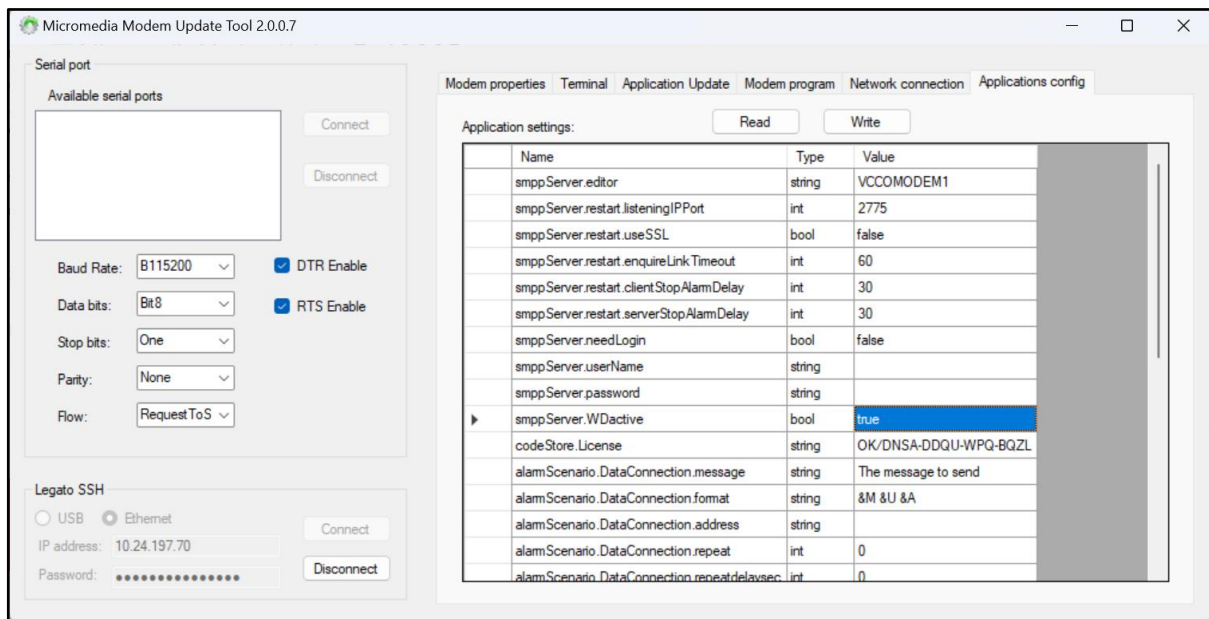 Micromedia Modem Update Tool 2.0.0.7
Serial port
Available serial ports
Connect
Disconnect
Baud Rate: B115200
DTR Enable
Data bits: Bit8
RTS Enable
Stop bits: One
Parity: None
Flow: RequestToS
Legato SSH
USB Ethernet
Connect
IP address: 10.24.197.70
Password: ●●●●●●●●●●●●●●●
Disconnect
Modem properties Terminal Application Update Modem program Network connection Applications config
Application settings: Read Write
Name Type Value
smppServer.editor string VCCOMODEM1
smppServer.restart.listeningIPPort int 2775
smppServer.restart.useSSL bool false
smppServer.restart.enquireLinkTimeout int 60
smppServer.restart.clientStopAlarmDelay int 30
smppServer.restart.serverStopAlarmDelay int 30
smppServer.needLogin bool false
smppServer.userName string
smppServer.password string
smppServer.WDactive bool true
codeStore.License string OK/DNSA-DDQU-WPQ-BQZL
alarmScenario.DataConnection.message string The message to send
alarmScenario.DataConnection.format string &M &U &A
alarmScenario.DataConnection.address string
alarmScenario.DataConnection.repeat int 0
alarmScenario.DataConnection.repeatdelaysec int 0